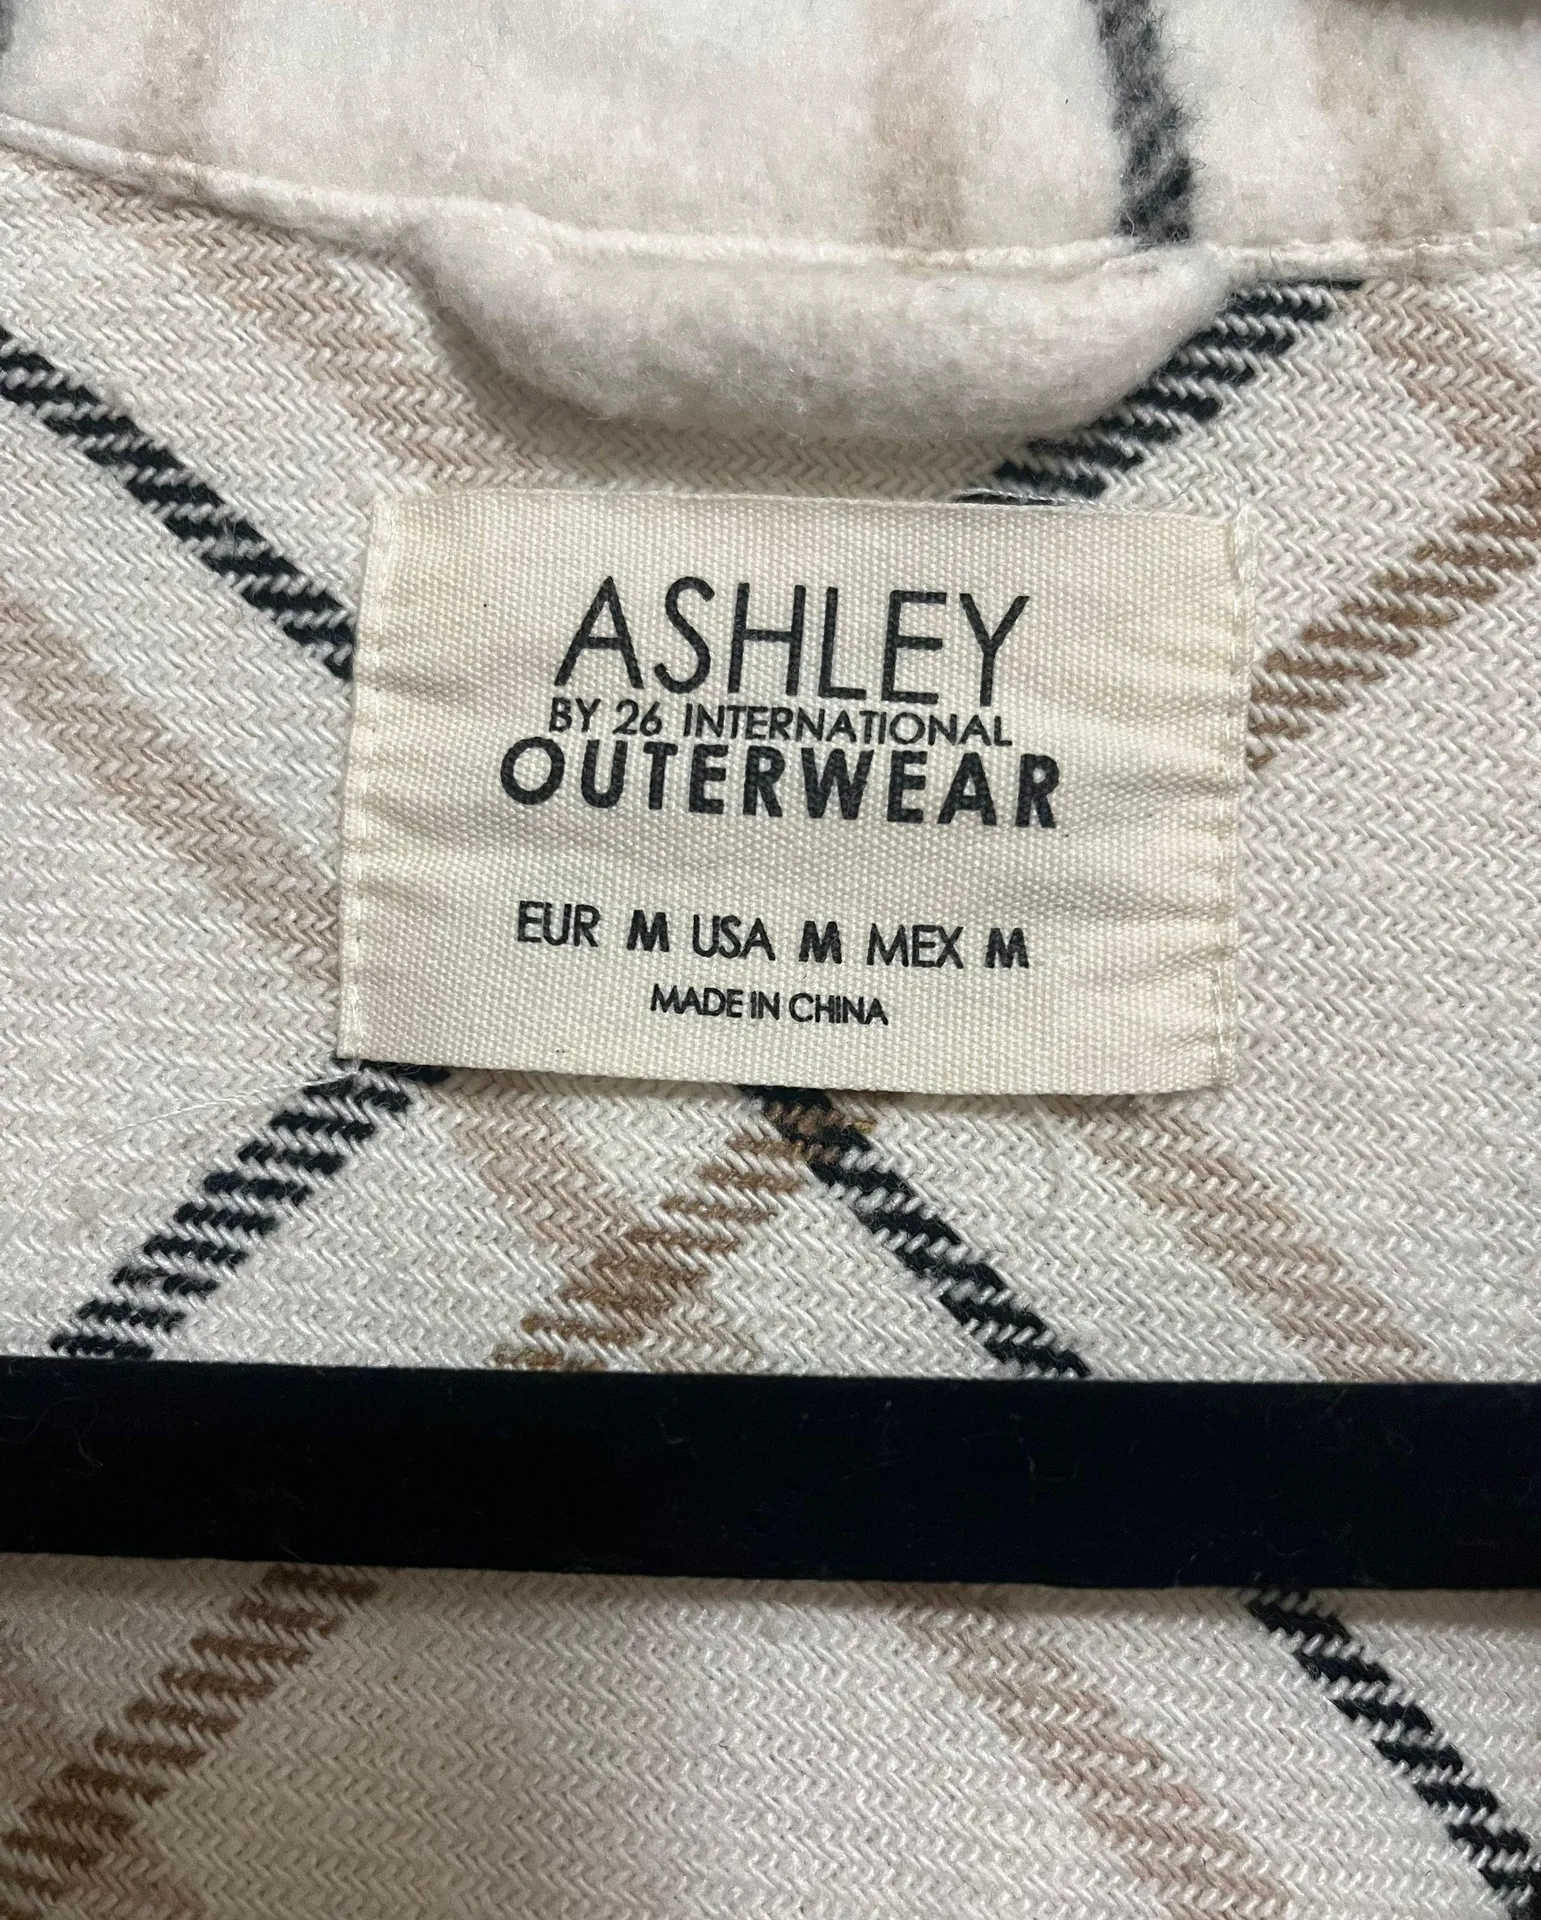 ASHLEY
BY 26 INTERNATIONAL
OUTERWEAR
EUR M USA M MEX M
MADE IN CHINA